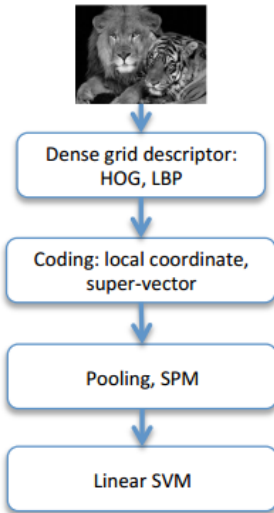 Dense grid descriptor:
HOG, LBP
Coding: local coordinate,
super-vector
Pooling, SPM
Linear SVM